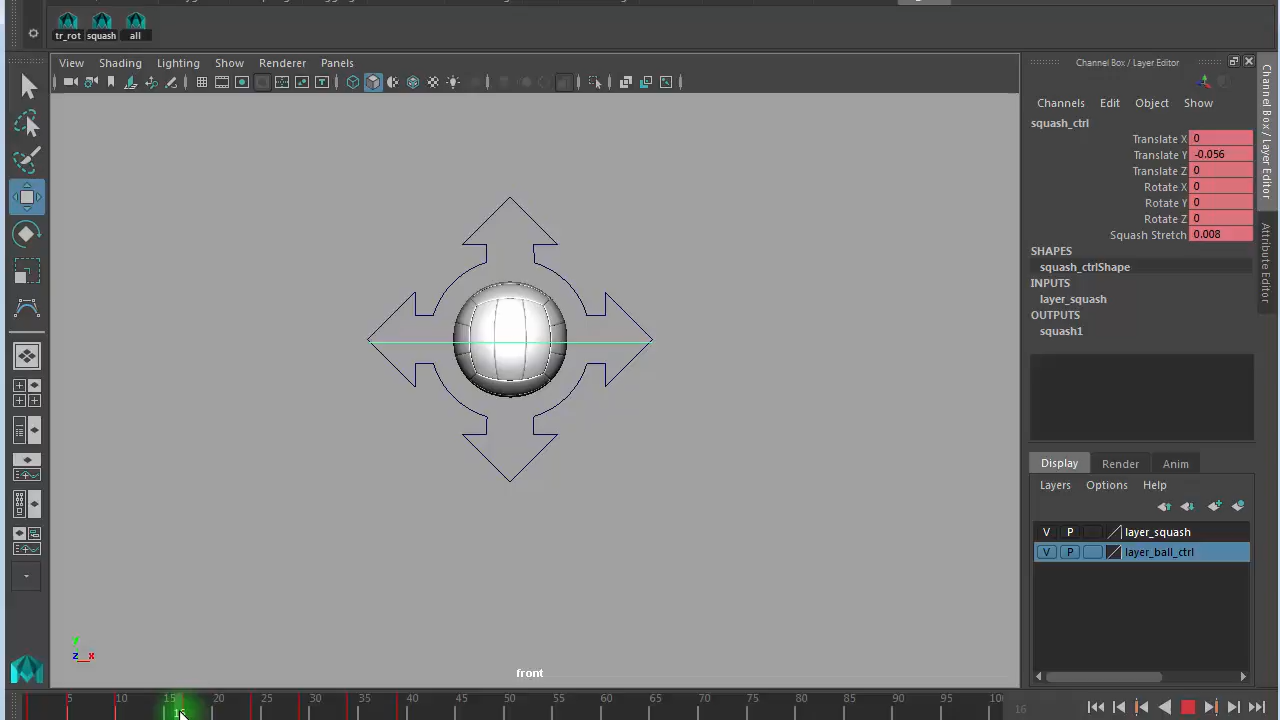 tr_rot squash all
View Shading Lighting Show Renderer Panels
Channel Box / Layer Editor
Channels Edit Object Show
squash_ctrl
Translate X 0
Translate Y -0.056
Translate Z 0
Rotate X 0
Rotate Y 0
Rotate Z 0
Squash Stretch 0.008
SHAPES
squash_ctrlShape
INPUTS
layer_squash
OUTPUTS
squash1
Display Render Anim
Layers Options Help
V P layer_squash
V P layer_ball_ctrl
Channel Box / Layer Editor
Attribute Editor
y
z x
front
5 10 15 20 25 30 35 40 45 50 55 60 65 70 75 80 85 90 95 100
16
16